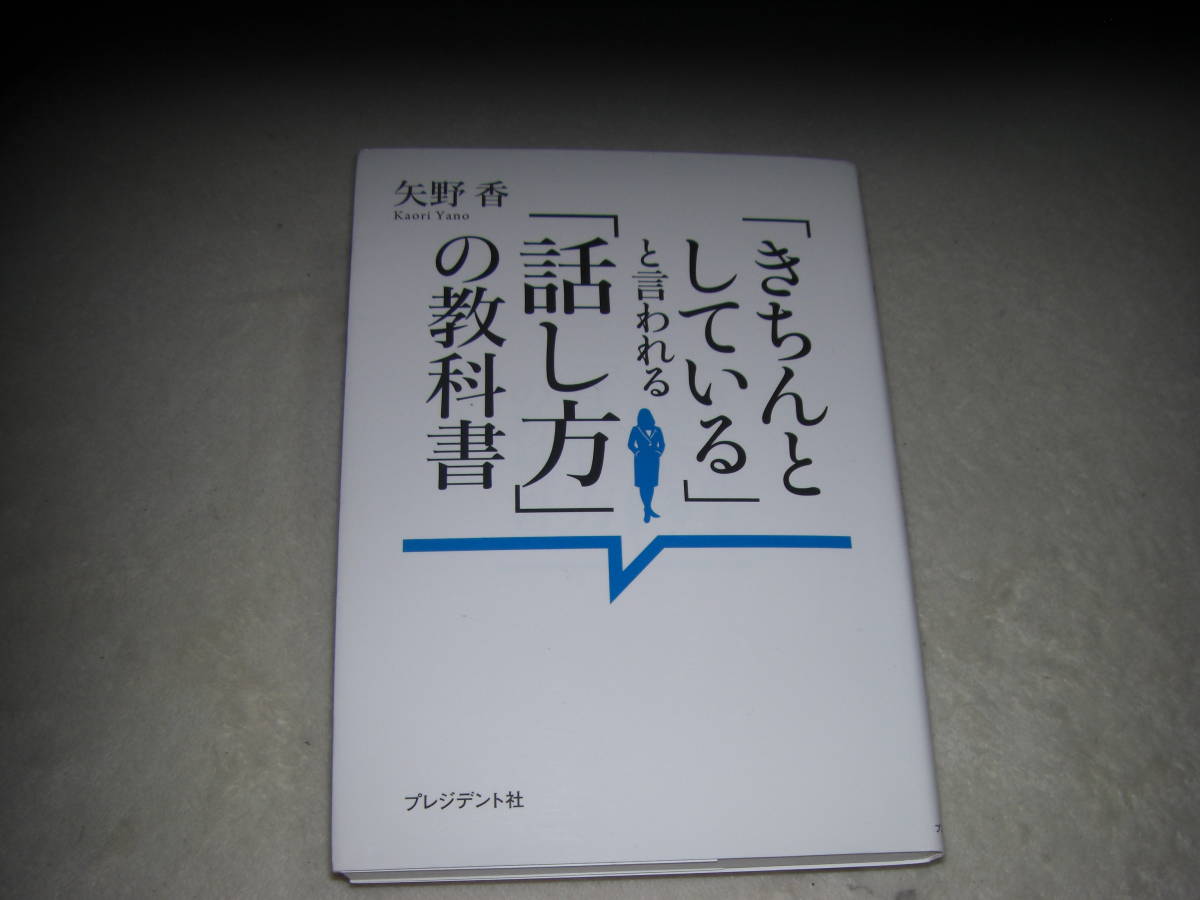 矢野 香
Kaori Yano
「きちんと
している」
と言われる
「話し方」
の教科書
プレジデント社